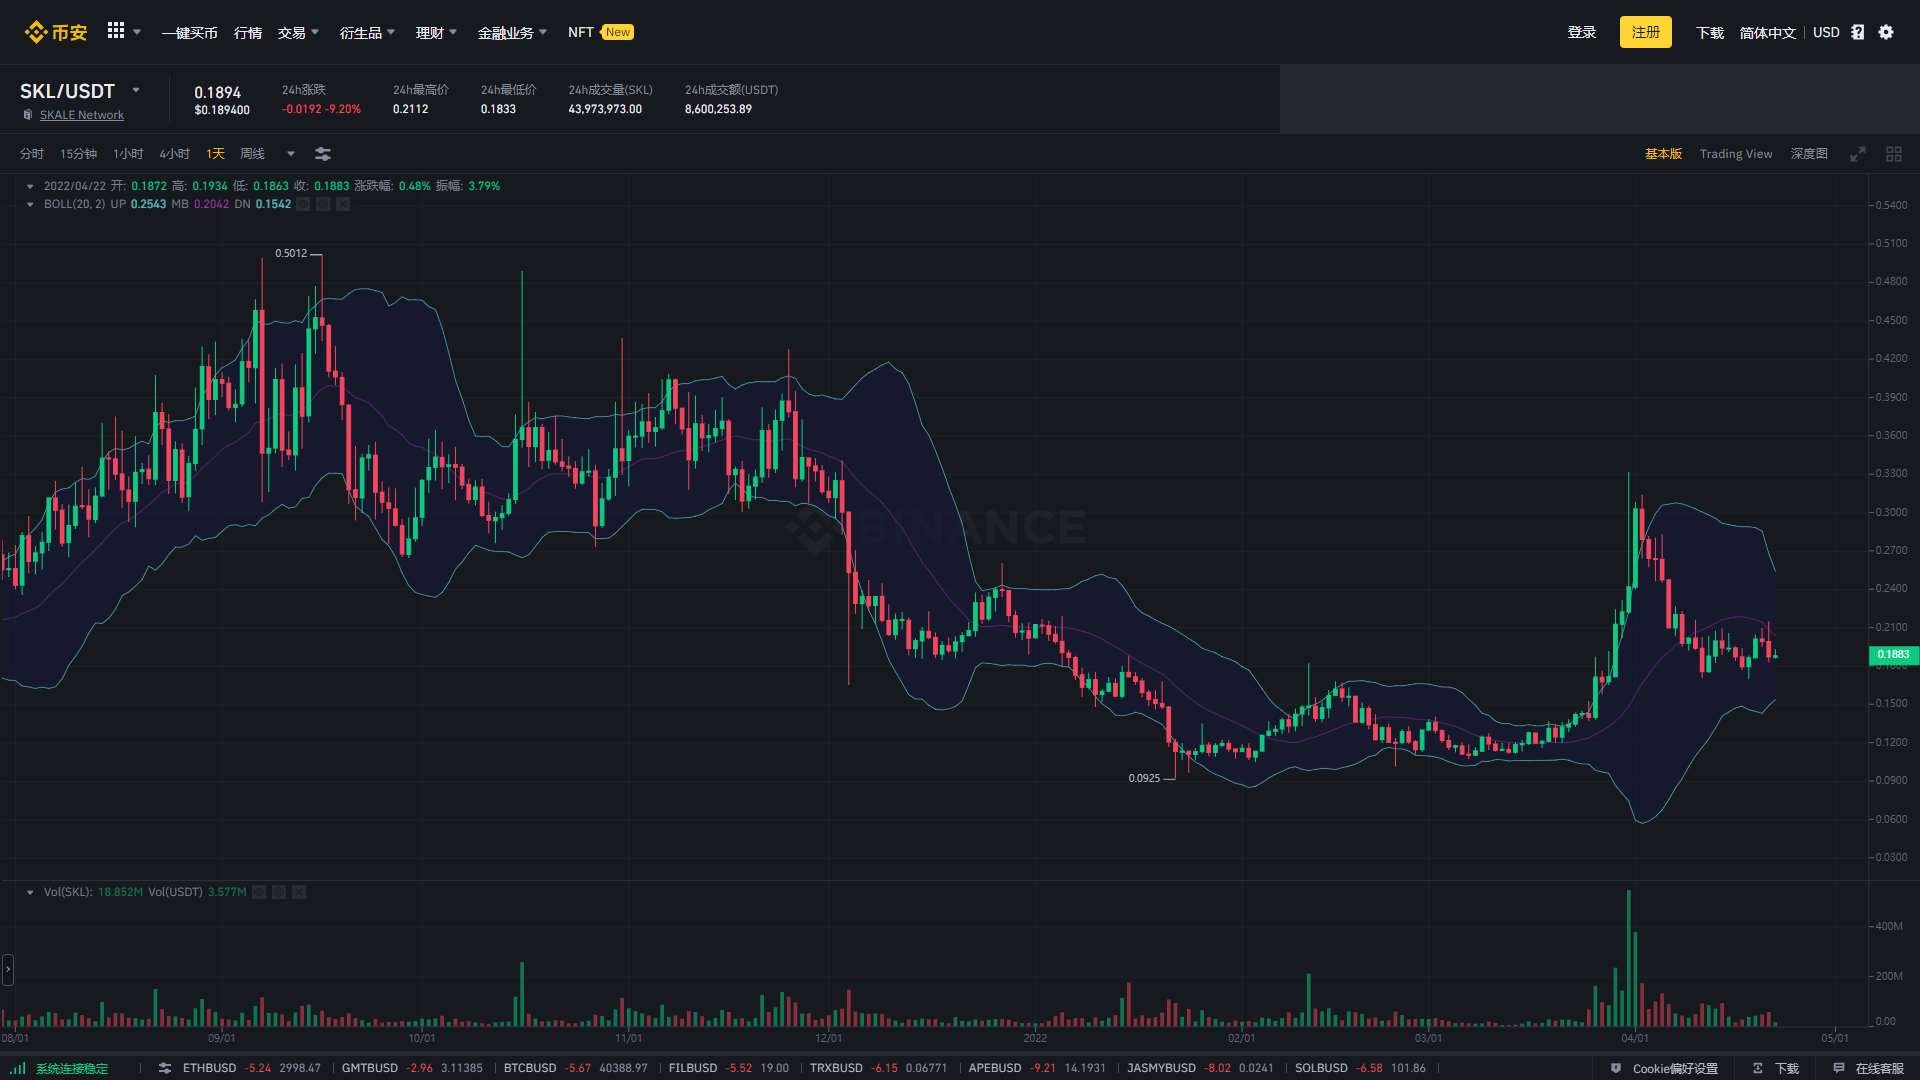 币安 一键买币 行情 交易 衍生品 理财 金融业务 NFT New 登录 注册 下载 简体中文 USD
SKL/USDT
SKALE Network
0.1894
$0.189400
24h涨跌
-0.0192 -9.20%
24h最高价
0.2112
24h最低价
0.1833
24h成交量(SKL)
43,973,973.00
24h成交额(USDT)
8,600,253.89
分时 15分钟 1小时 4小时 1天 周线 基本版 Trading View 深度图
2022/04/22 开: 0.1872 高: 0.1934 低: 0.1863 收: 0.1883 涨跌幅: 0.48% 振幅: 3.79%
BOLL(20, 2) UP 0.2543 MB 0.2042 DN 0.1542
0.5400
0.5100
0.4800
0.4500
0.4200
0.3900
0.3600
0.3300
0.3000
0.2700
0.2400
0.2100
0.1883
0.1800
0.1500
0.1200
0.0900
0.0600
0.0300
0.5012
BINANCE
0.0925
Vol(SKL): 18.852M Vol(USDT) 3.577M
400M
200M
0.00
08/01 09/01 10/01 11/01 12/01 2022 02/01 03/01 04/01 05/01
系统连接稳定 ETHBUSD -5.24 2998.47 GMTBUSD -2.96 3.11385 BTCBUSD -5.67 40388.97 FILBUSD -5.52 19.00 TRXBUSD -6.15 0.06771 APEBUSD -9.21 14.1931 JASMYBUSD -8.02 0.0241 SOLBUSD -6.58 101.86 Cookie偏好设置 下载 在线客服